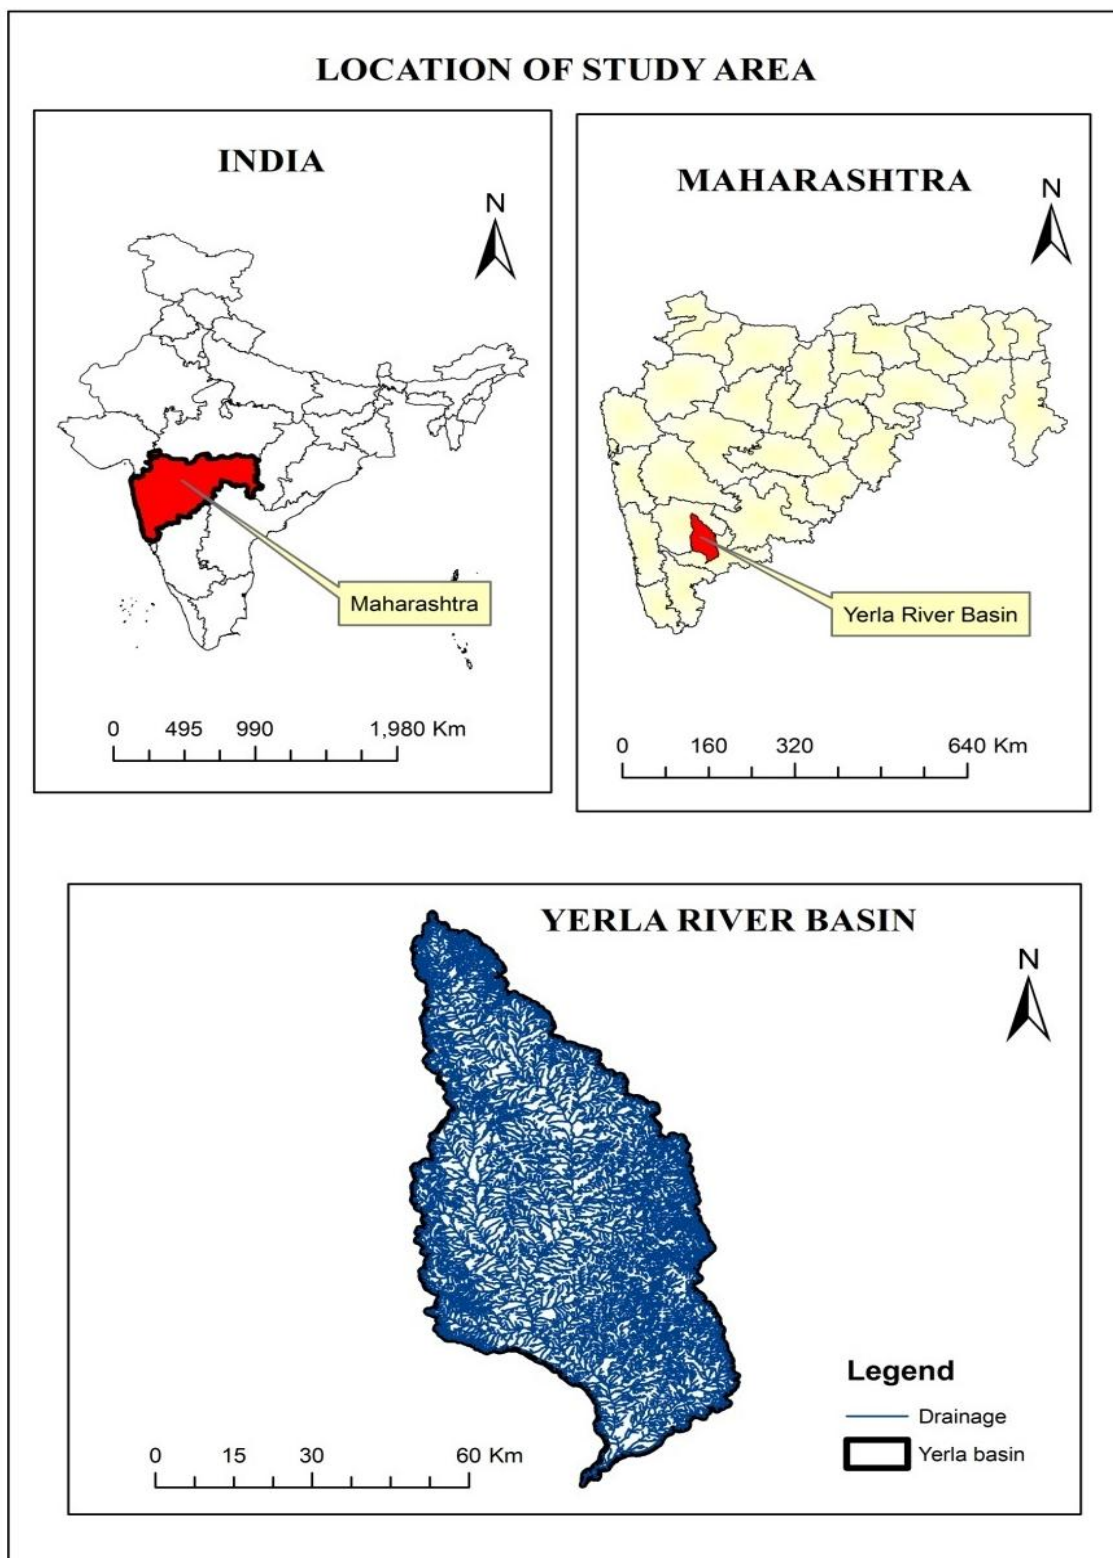 LOCATION OF STUDY AREA
INDIA
N
Maharashtra
0 495 990 1,980 Km
MAHARASHTRA
N
Yerla River Basin
0 160 320 640 Km
YERLA RIVER BASIN
N
Legend
Drainage
Yerla basin
0 15 30 60 Km